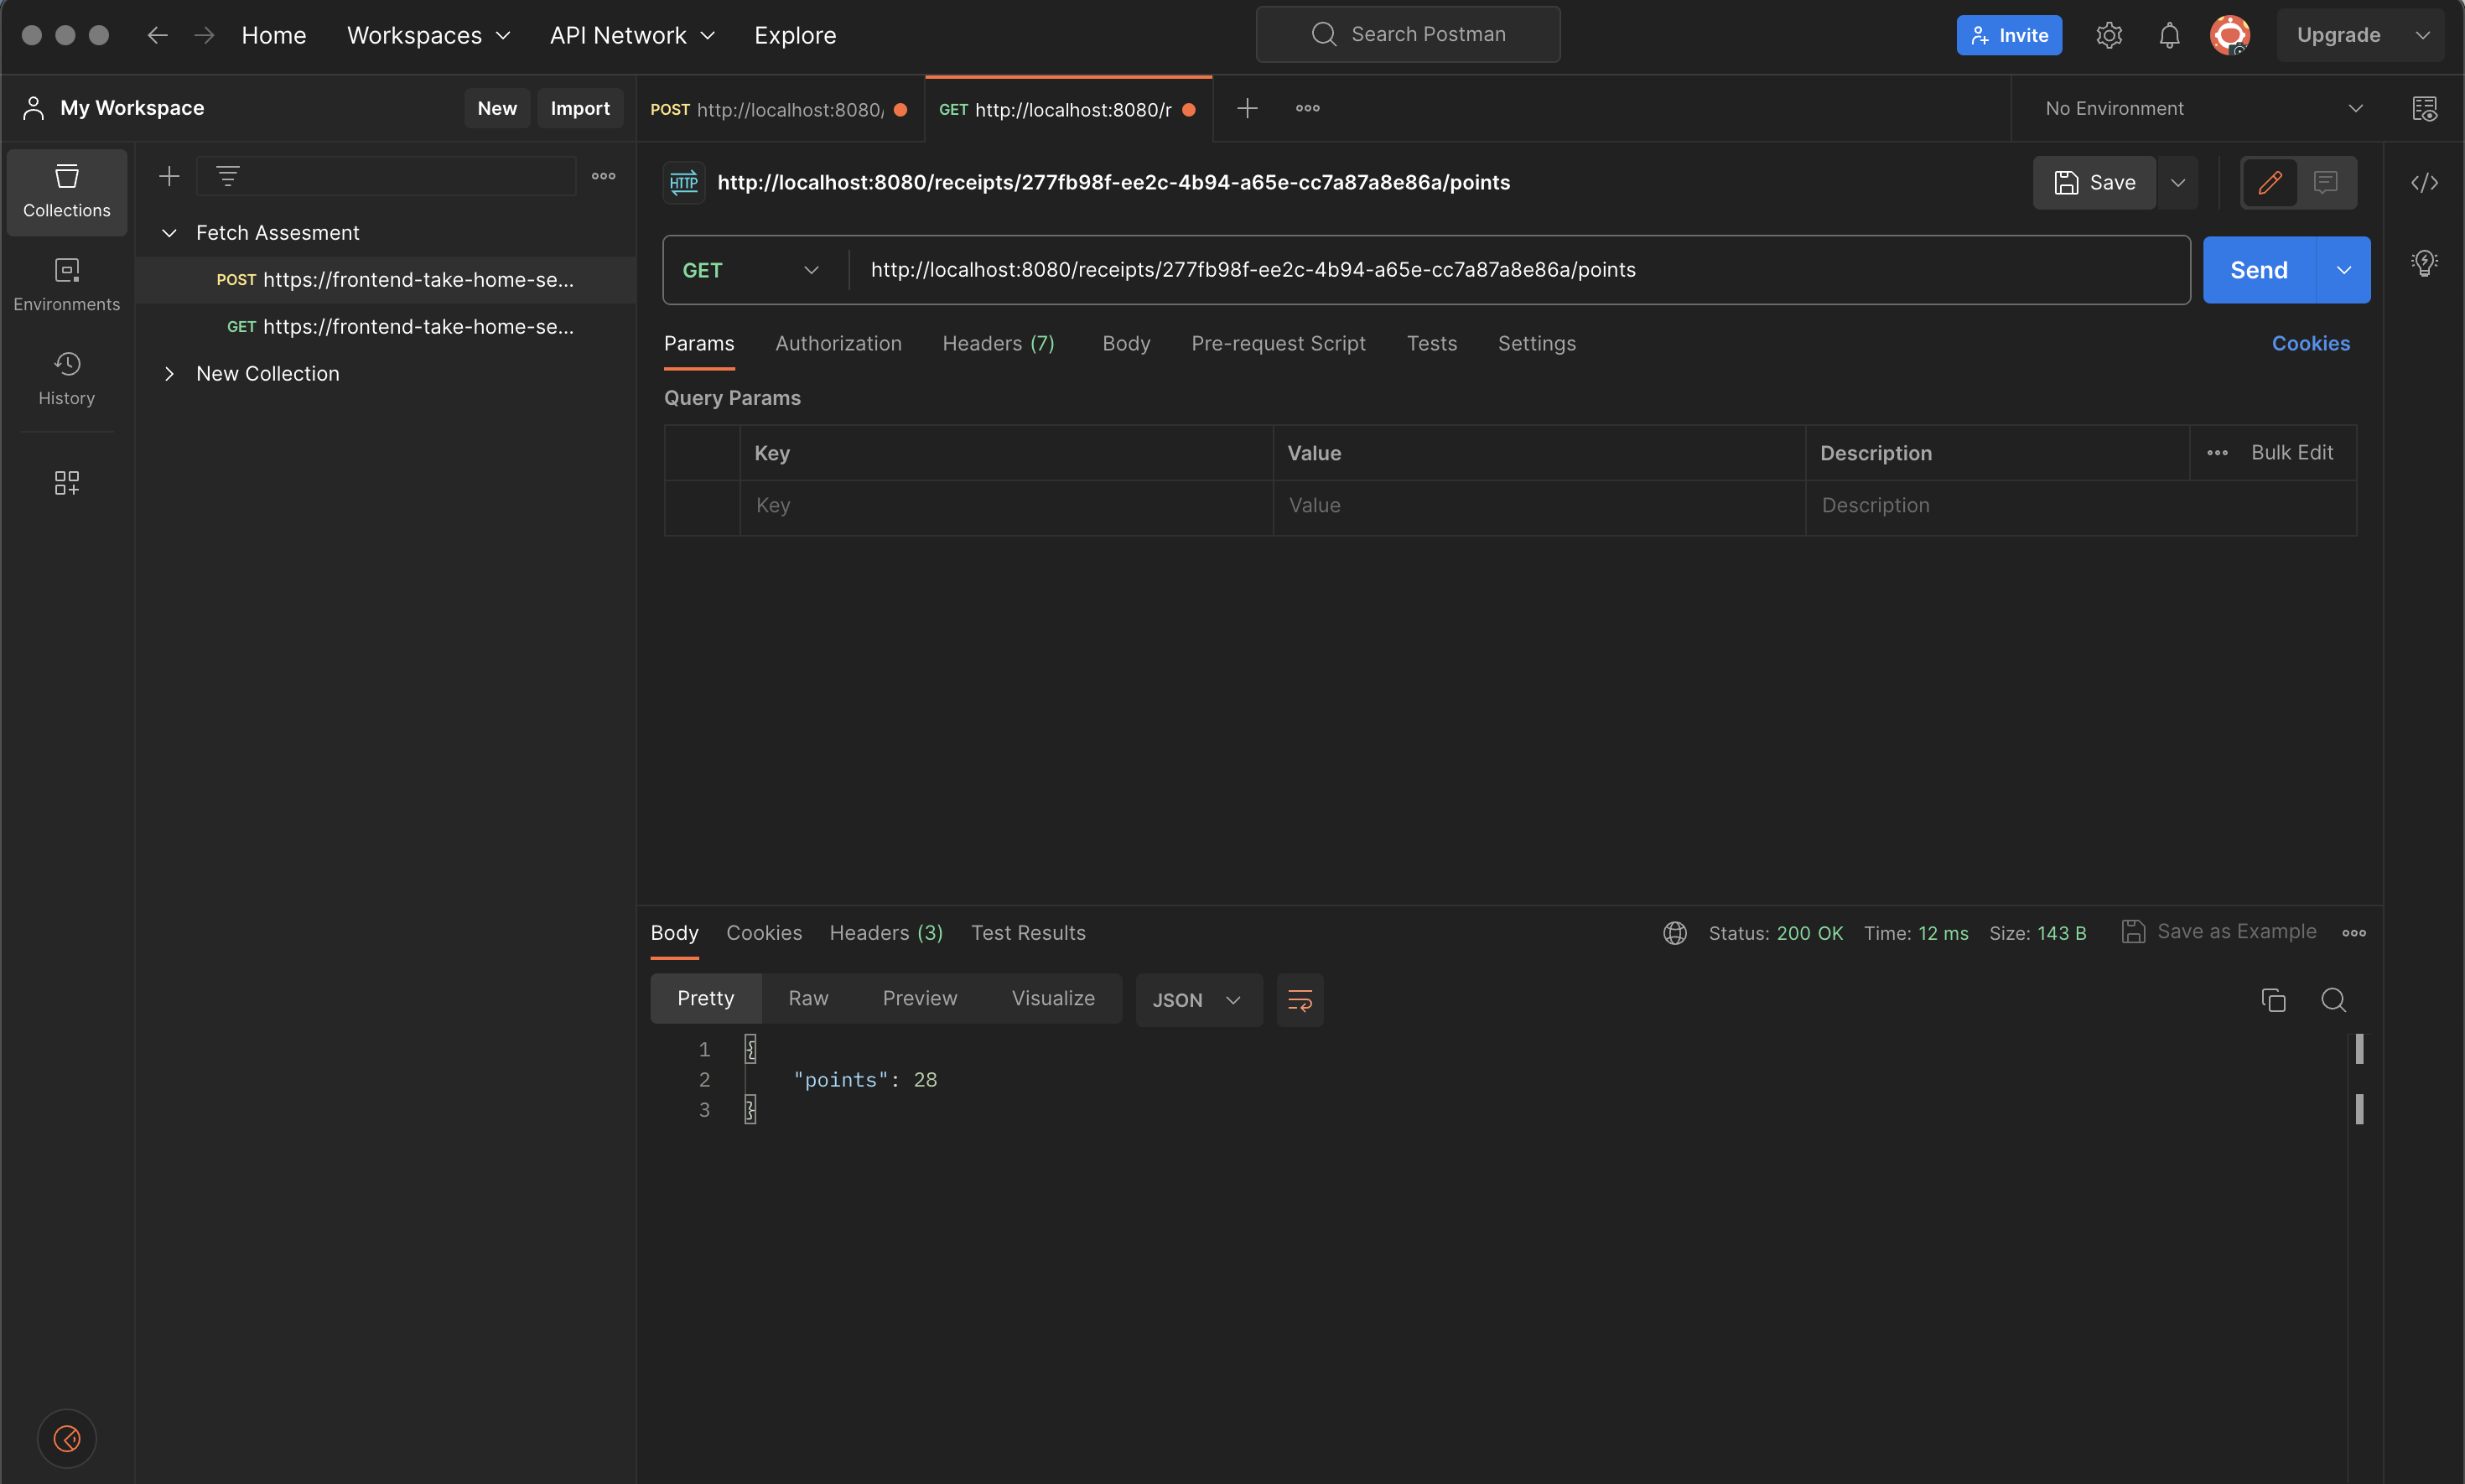 Home Workspaces API Network Explore Search Postman Invite Upgrade
My Workspace New Import POST http://localhost:8080/ GET http://localhost:8080/r No Environment
Collections
Environments
History
Fetch Assesment
POST https://frontend-take-home-se...
GET https://frontend-take-home-se...
New Collection
HTTP http://localhost:8080/receipts/277fb98f-ee2c-4b94-a65e-cc7a87a8e86a/points Save
GET http://localhost:8080/receipts/277fb98f-ee2c-4b94-a65e-cc7a87a8e86a/points Send
Params Authorization Headers (7) Body Pre-request Script Tests Settings Cookies
Query Params
Key Value Description Bulk Edit
Key Value Description
Body Cookies Headers (3) Test Results Status: 200 OK Time: 12 ms Size: 143 B Save as Example
Pretty Raw Preview Visualize JSON
1 {
2 "points": 28
3 }